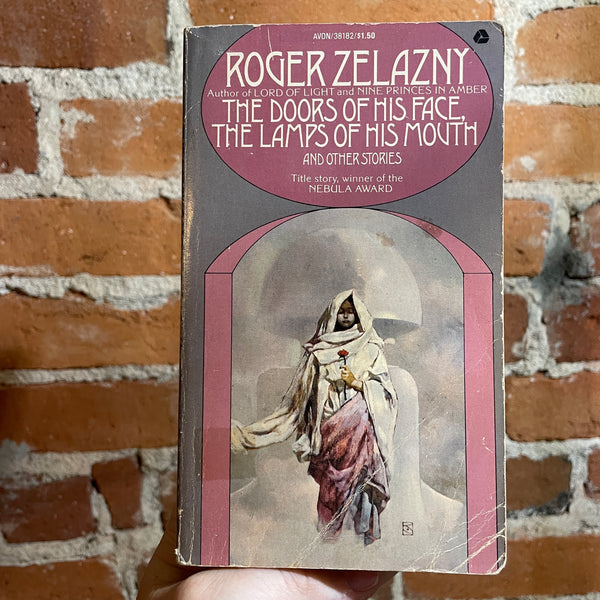 AVON/38182/$1.50
ROGER ZELAZNY
Author of LORD OF LIGHT and NINE PRINCES IN AMBER
THE DOORS OF HIS FACE,
THE LAMPS OF HIS MOUTH
AND OTHER STORIES
Title story, winner of the
NEBULA AWARD